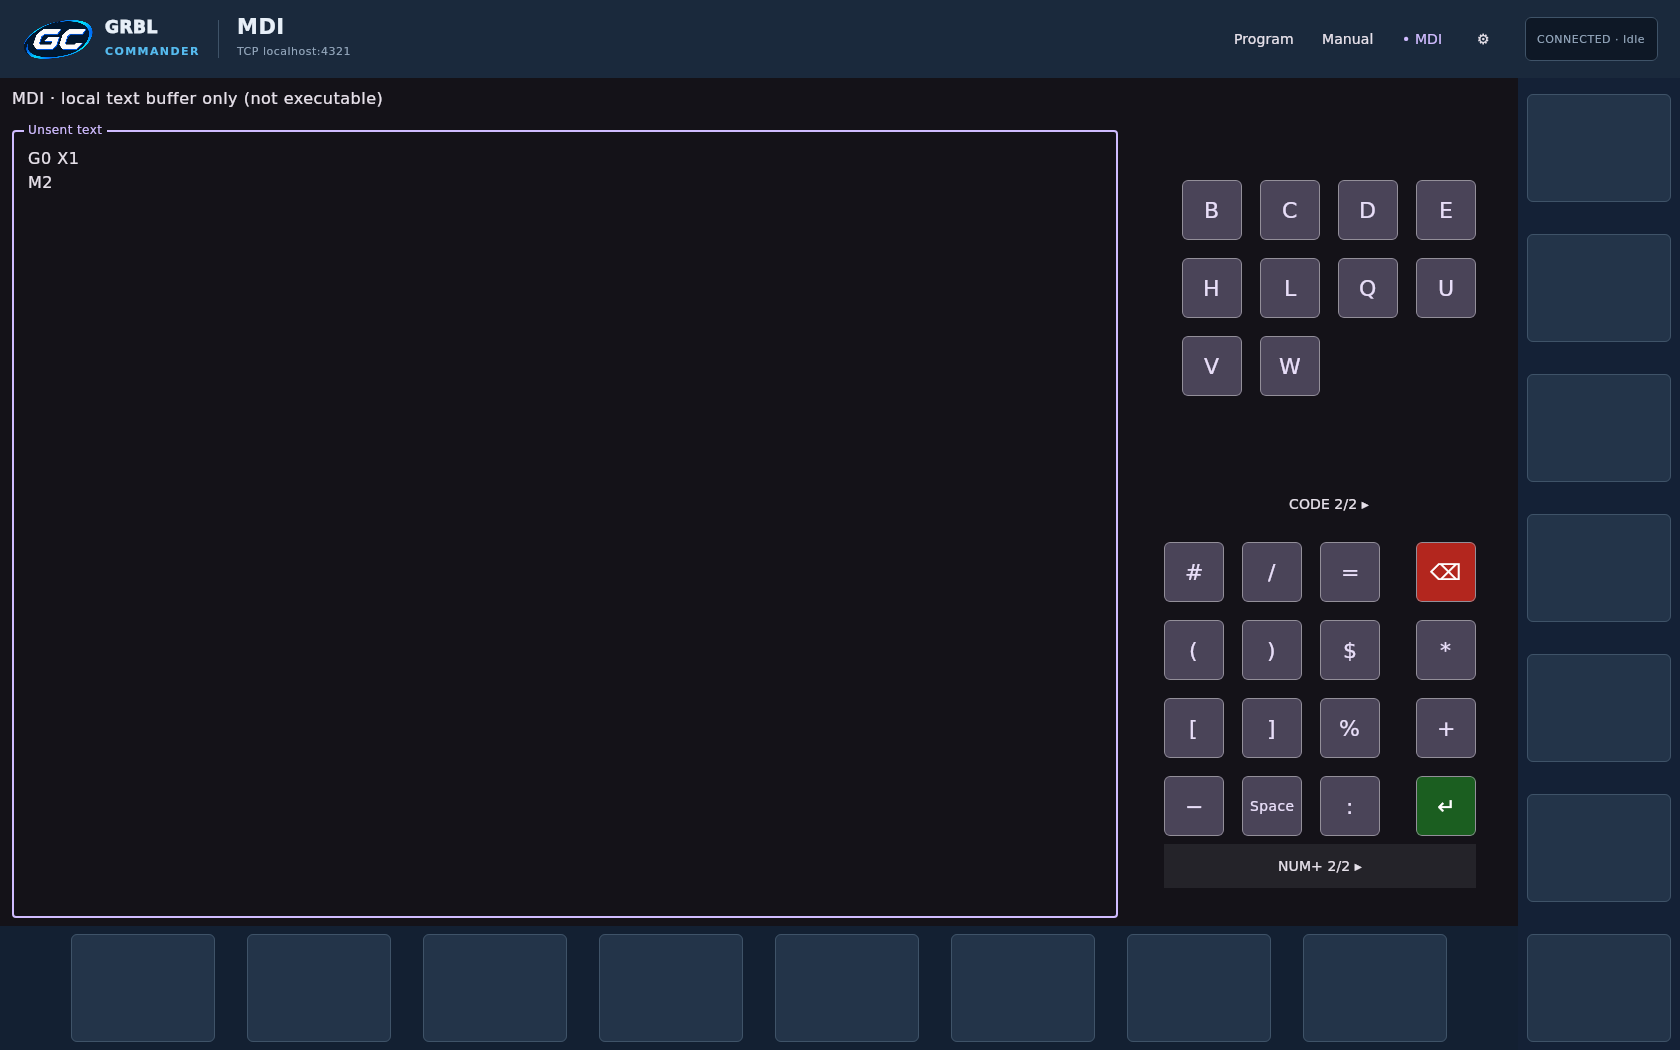 GC GRBL COMMANDER
MDI
TCP localhost:4321
Program Manual • MDI ⚙ CONNECTED · Idle
MDI · local text buffer only (not executable)
Unsent text
G0 X1
M2
B C D E
H L Q U
V W
CODE 2/2 ▸
# / = ⌫
( ) $ *
[ ] % +
− Space : ↵
NUM+ 2/2 ▸